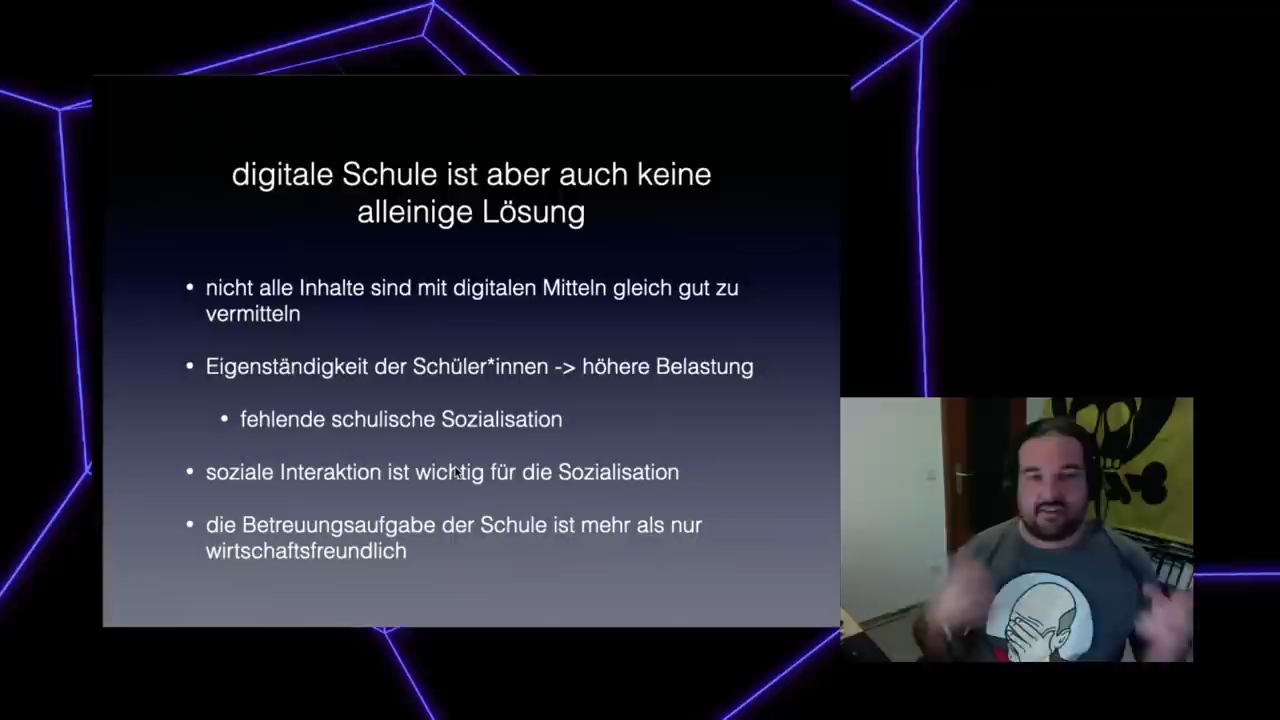 digitale Schule ist aber auch keine
alleinige Lösung
• nicht alle Inhalte sind mit digitalen Mitteln gleich gut zu
vermitteln
• Eigenständigkeit der Schüler*innen -> höhere Belastung
• fehlende schulische Sozialisation
• soziale Interaktion ist wichtig für die Sozialisation
• die Betreuungsaufgabe der Schule ist mehr als nur
wirtschaftsfreundlich